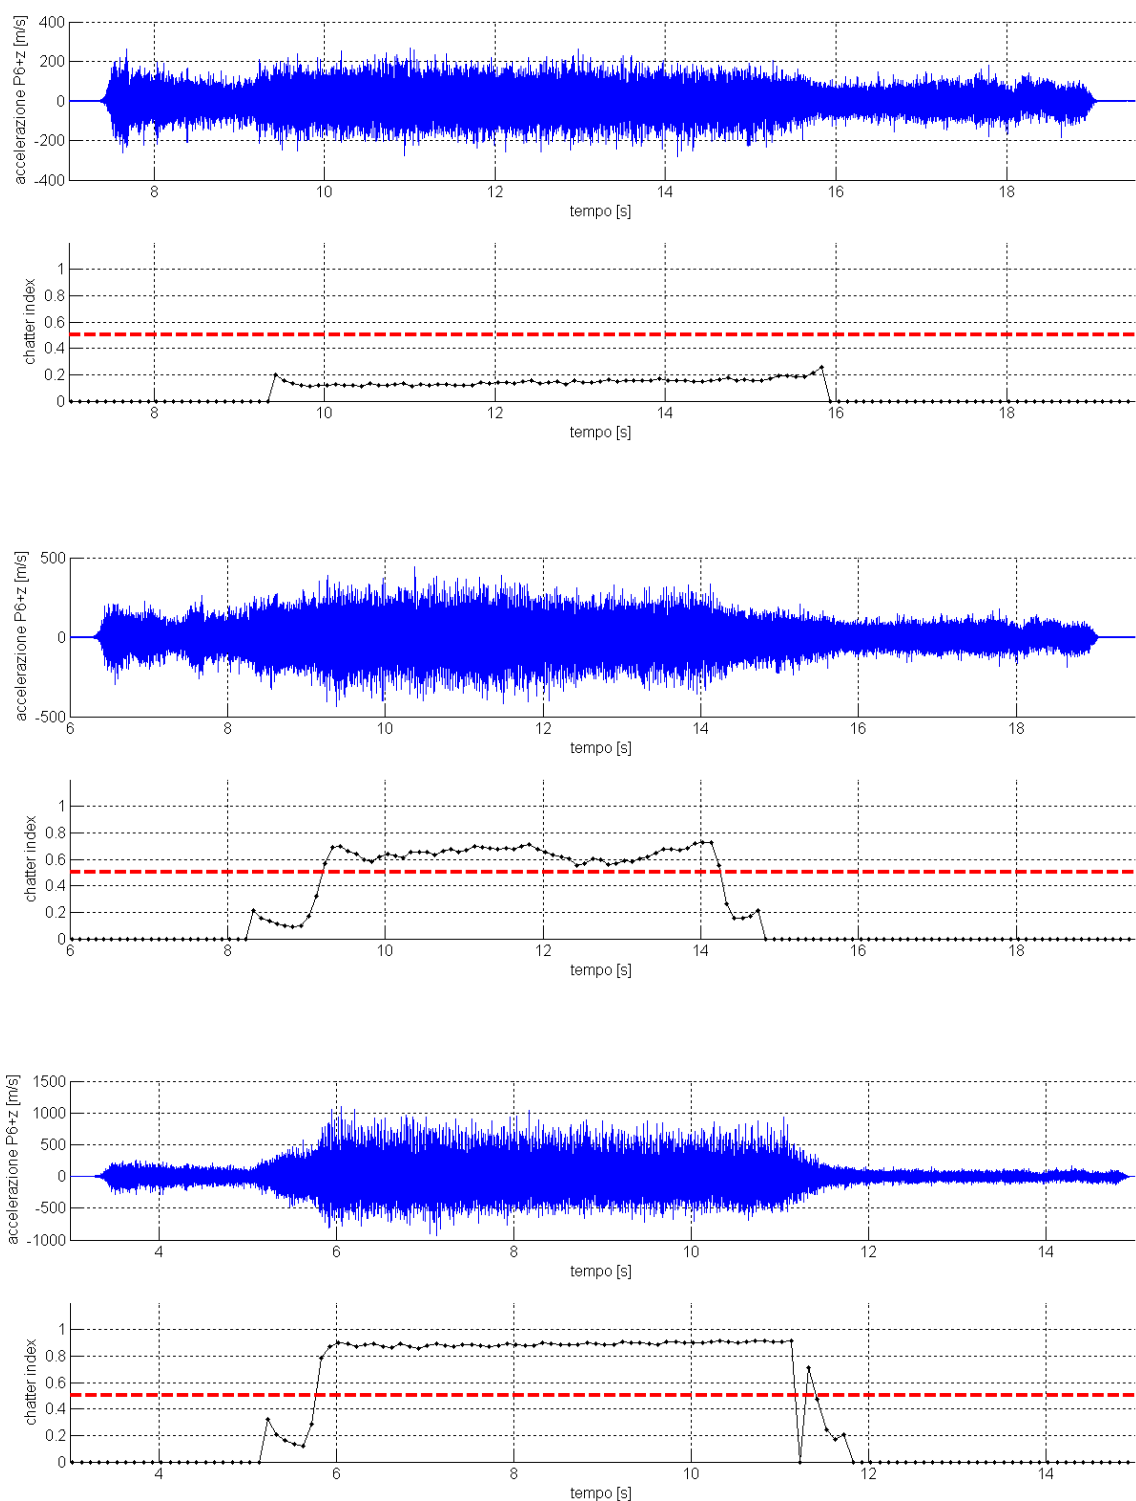 accelerazione P6+z [m/s]
400
200
0
-200
-400
8 10 12 14 16 18
tempo [s]
chatter index
1
0.8
0.6
0.4
0.2
0
8 10 12 14 16 18
tempo [s]
accelerazione P6+z [m/s]
500
0
-500
6 8 10 12 14 16 18
tempo [s]
chatter index
1
0.8
0.6
0.4
0.2
0
6 8 10 12 14 16 18
tempo [s]
accelerazione P6+z [m/s]
1500
1000
500
0
-500
-1000
4 6 8 10 12 14
tempo [s]
chatter index
1
0.8
0.6
0.4
0.2
0
4 6 8 10 12 14
tempo [s]